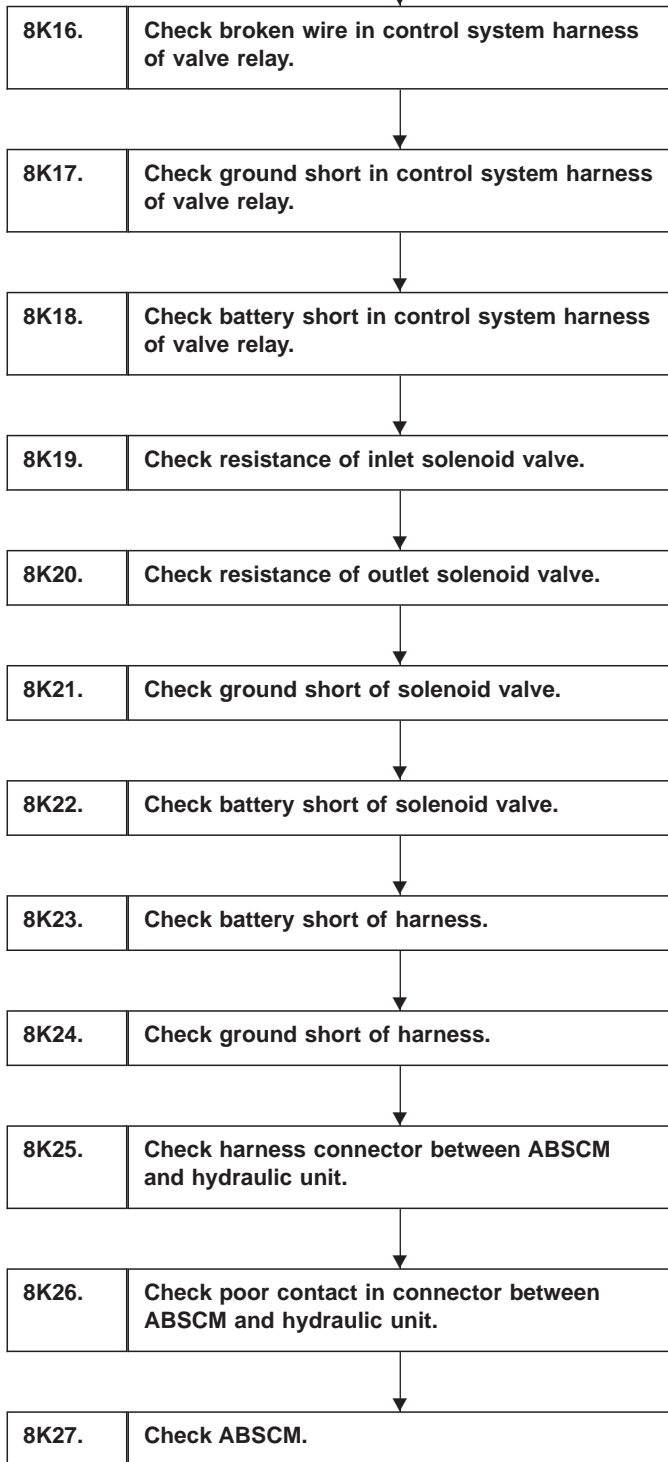 8K16. Check broken wire in control system harness
of valve relay.
8K17. Check ground short in control system harness
of valve relay.
8K18. Check battery short in control system harness
of valve relay.
8K19. Check resistance of inlet solenoid valve.
8K20. Check resistance of outlet solenoid valve.
8K21. Check ground short of solenoid valve.
8K22. Check battery short of solenoid valve.
8K23. Check battery short of harness.
8K24. Check ground short of harness.
8K25. Check harness connector between ABSCM
and hydraulic unit.
8K26. Check poor contact in connector between
ABSCM and hydraulic unit.
8K27. Check ABSCM.